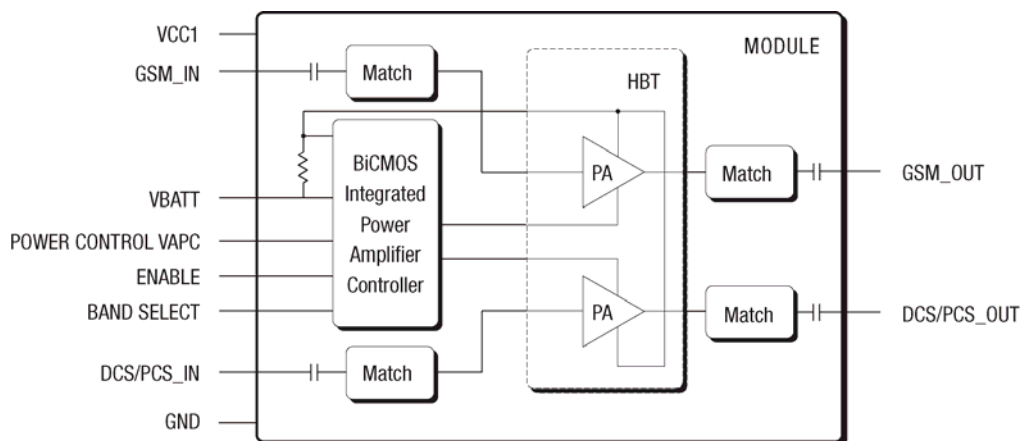 VCC1
MODULE
GSM_IN
Match
HBT
BiCMOS
Integrated
Power
Amplifier
Controller
PA
Match
GSM_OUT
VBATT
POWER CONTROL VAPC
ENABLE
BAND SELECT
PA
Match
DCS/PCS_OUT
DCS/PCS_IN
Match
GND